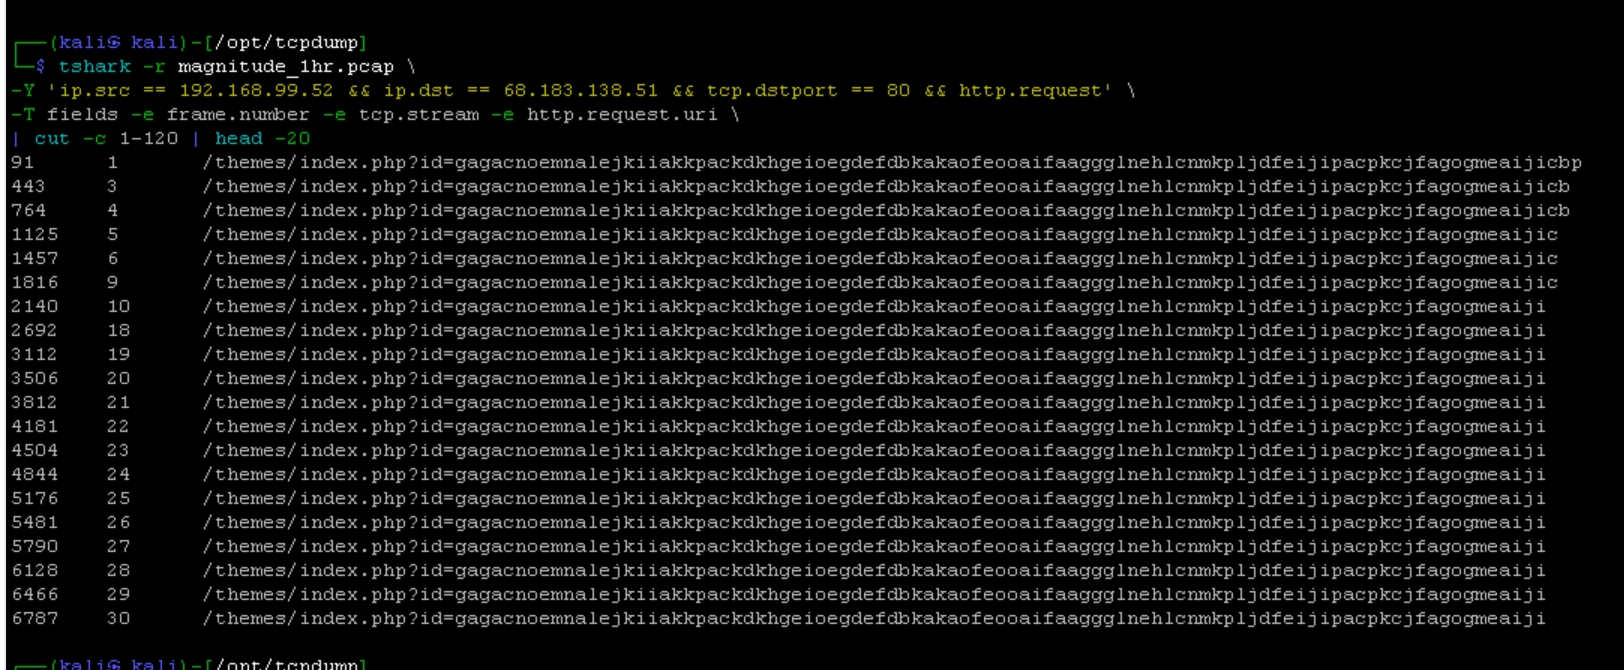 ┌──(kali㉿ kali)-[/opt/tcpdump]
└─$ tshark -r magnitude_1hr.pcap \
-Y 'ip.src == 192.168.99.52 && ip.dst == 68.183.138.51 && tcp.dstport == 80 && http.request' \
-T fields -e frame.number -e tcp.stream -e http.request.uri \
| cut -c 1-120 | head -20
91 1 /themes/index.php?id=gagacnoemnalejkiiakkpackdkhgeioegdefdbkakaofeooaifaaggglnehlcnmkpljdfeijipacpkcjfagogmeaijicbp
443 3 /themes/index.php?id=gagacnoemnalejkiiakkpackdkhgeioegdefdbkakaofeooaifaaggglnehlcnmkpljdfeijipacpkcjfagogmeaijicb
764 4 /themes/index.php?id=gagacnoemnalejkiiakkpackdkhgeioegdefdbkakaofeooaifaaggglnehlcnmkpljdfeijipacpkcjfagogmeaijicb
1125 5 /themes/index.php?id=gagacnoemnalejkiiakkpackdkhgeioegdefdbkakaofeooaifaaggglnehlcnmkpljdfeijipacpkcjfagogmeaijic
1457 6 /themes/index.php?id=gagacnoemnalejkiiakkpackdkhgeioegdefdbkakaofeooaifaaggglnehlcnmkpljdfeijipacpkcjfagogmeaijic
1816 9 /themes/index.php?id=gagacnoemnalejkiiakkpackdkhgeioegdefdbkakaofeooaifaaggglnehlcnmkpljdfeijipacpkcjfagogmeaijic
2140 10 /themes/index.php?id=gagacnoemnalejkiiakkpackdkhgeioegdefdbkakaofeooaifaaggglnehlcnmkpljdfeijipacpkcjfagogmeaiji
2692 18 /themes/index.php?id=gagacnoemnalejkiiakkpackdkhgeioegdefdbkakaofeooaifaaggglnehlcnmkpljdfeijipacpkcjfagogmeaiji
3112 19 /themes/index.php?id=gagacnoemnalejkiiakkpackdkhgeioegdefdbkakaofeooaifaaggglnehlcnmkpljdfeijipacpkcjfagogmeaiji
3506 20 /themes/index.php?id=gagacnoemnalejkiiakkpackdkhgeioegdefdbkakaofeooaifaaggglnehlcnmkpljdfeijipacpkcjfagogmeaiji
3812 21 /themes/index.php?id=gagacnoemnalejkiiakkpackdkhgeioegdefdbkakaofeooaifaaggglnehlcnmkpljdfeijipacpkcjfagogmeaiji
4181 22 /themes/index.php?id=gagacnoemnalejkiiakkpackdkhgeioegdefdbkakaofeooaifaaggglnehlcnmkpljdfeijipacpkcjfagogmeaiji
4504 23 /themes/index.php?id=gagacnoemnalejkiiakkpackdkhgeioegdefdbkakaofeooaifaaggglnehlcnmkpljdfeijipacpkcjfagogmeaiji
4844 24 /themes/index.php?id=gagacnoemnalejkiiakkpackdkhgeioegdefdbkakaofeooaifaaggglnehlcnmkpljdfeijipacpkcjfagogmeaiji
5176 25 /themes/index.php?id=gagacnoemnalejkiiakkpackdkhgeioegdefdbkakaofeooaifaaggglnehlcnmkpljdfeijipacpkcjfagogmeaiji
5481 26 /themes/index.php?id=gagacnoemnalejkiiakkpackdkhgeioegdefdbkakaofeooaifaaggglnehlcnmkpljdfeijipacpkcjfagogmeaiji
5790 27 /themes/index.php?id=gagacnoemnalejkiiakkpackdkhgeioegdefdbkakaofeooaifaaggglnehlcnmkpljdfeijipacpkcjfagogmeaiji
6128 28 /themes/index.php?id=gagacnoemnalejkiiakkpackdkhgeioegdefdbkakaofeooaifaaggglnehlcnmkpljdfeijipacpkcjfagogmeaiji
6466 29 /themes/index.php?id=gagacnoemnalejkiiakkpackdkhgeioegdefdbkakaofeooaifaaggglnehlcnmkpljdfeijipacpkcjfagogmeaiji
6787 30 /themes/index.php?id=gagacnoemnalejkiiakkpackdkhgeioegdefdbkakaofeooaifaaggglnehlcnmkpljdfeijipacpkcjfagogmeaiji
┌──(kali㉿ kali)-[/opt/tcpdump]